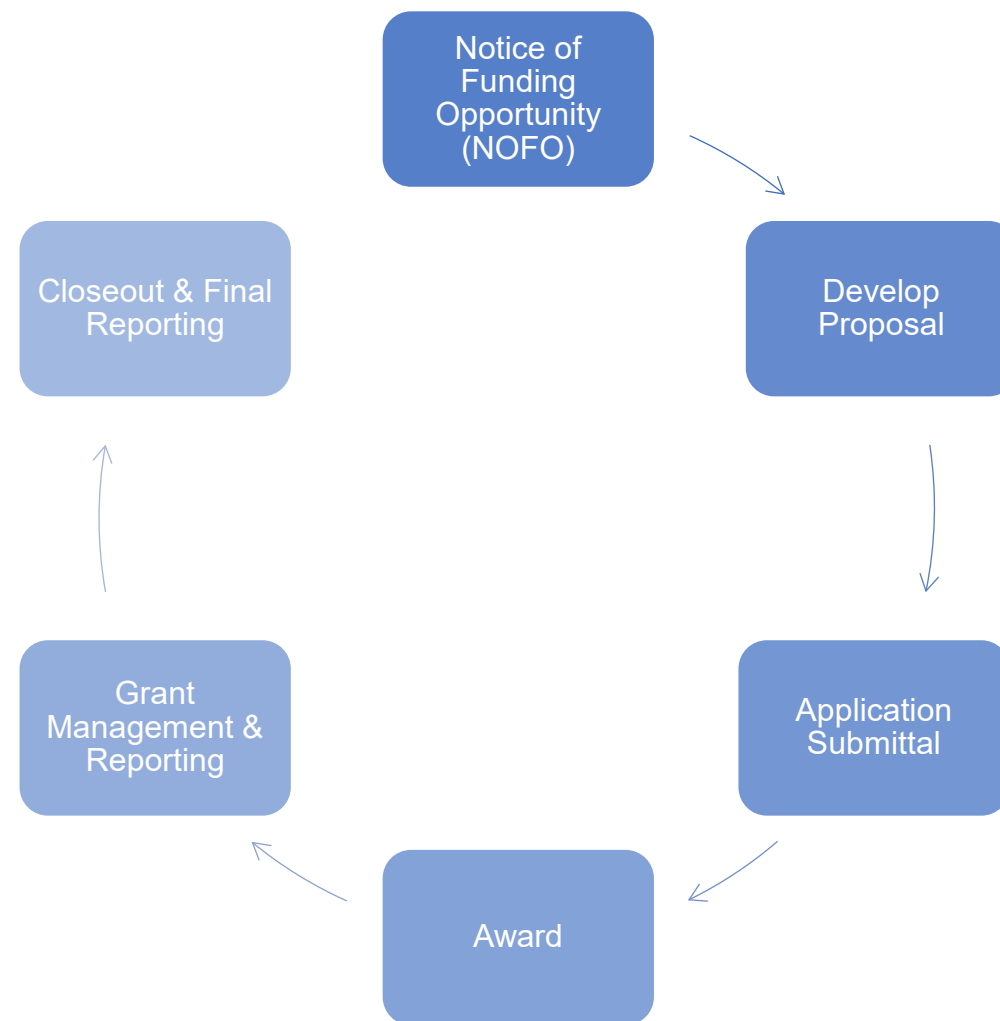 Notice of
Funding
Opportunity
(NOFO)
Develop
Proposal
Application
Submittal
Award
Grant
Management &
Reporting
Closeout & Final
Reporting